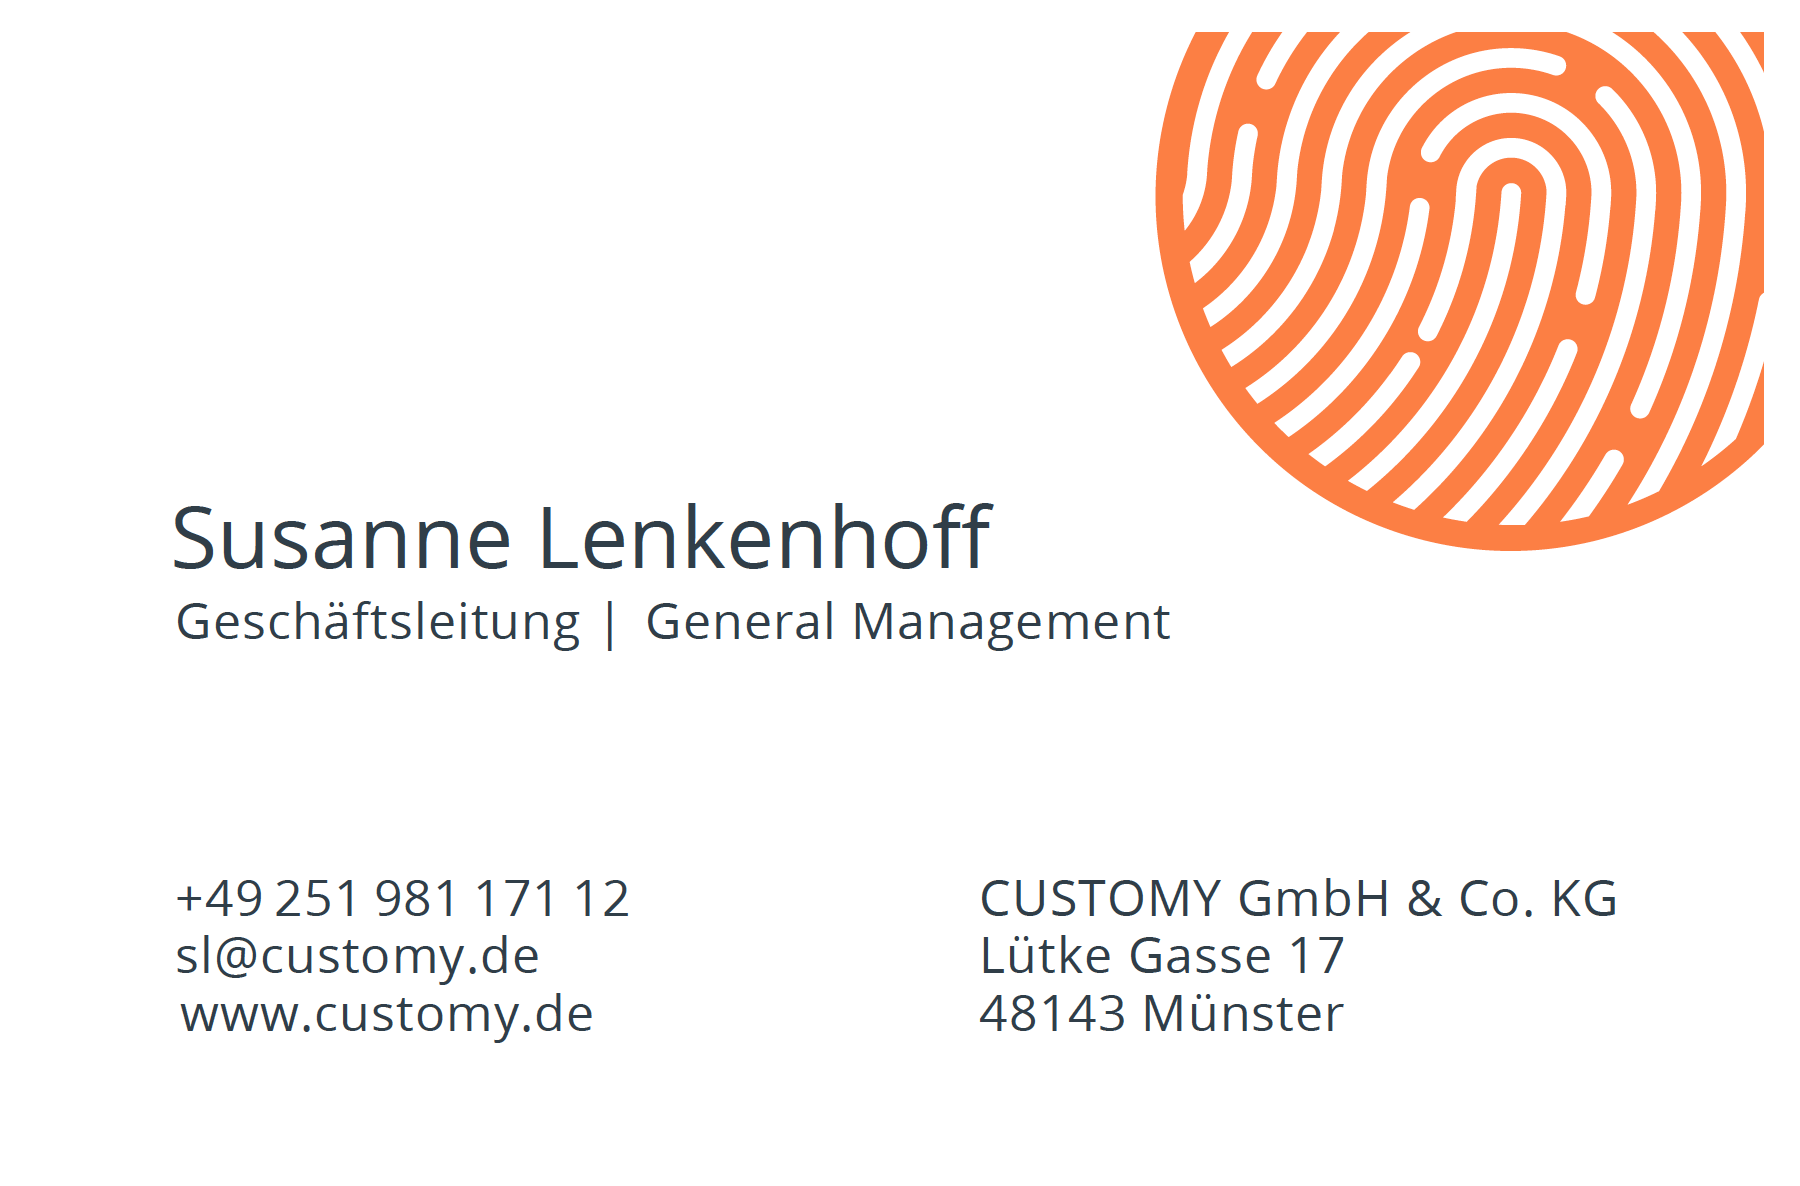 Susanne Lenkenhoff
Geschäftsleitung | General Management
+49 251 981 171 12
sl@customy.de
www.customy.de
CUSTOMY GmbH & Co. KG
Lütke Gasse 17
48143 Münster